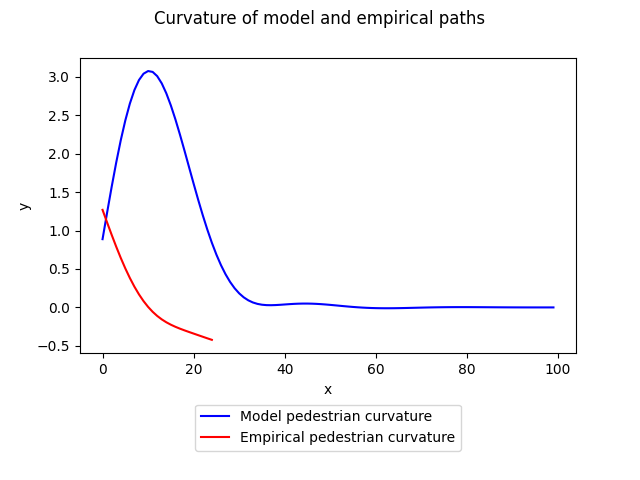 Curvature of model and empirical paths
3.0
2.5
2.0
1.5
1.0
0.5
0.0
−0.5
y
0 20 40 60 80 100
x
Model pedestrian curvature
Empirical pedestrian curvature